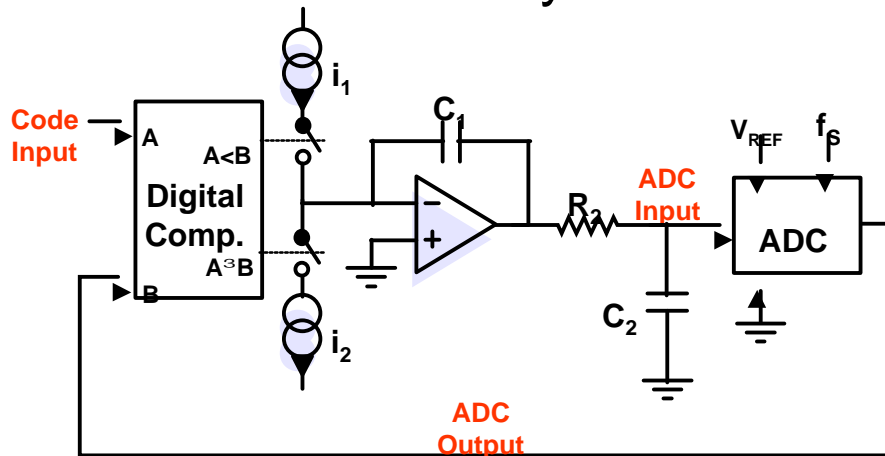 i1
C1
Code
Input
A
A<B
Digital
Comp.
A³B
B
i2
R2
ADC
Input
C2
VREF
fS
ADC
ADC
Output